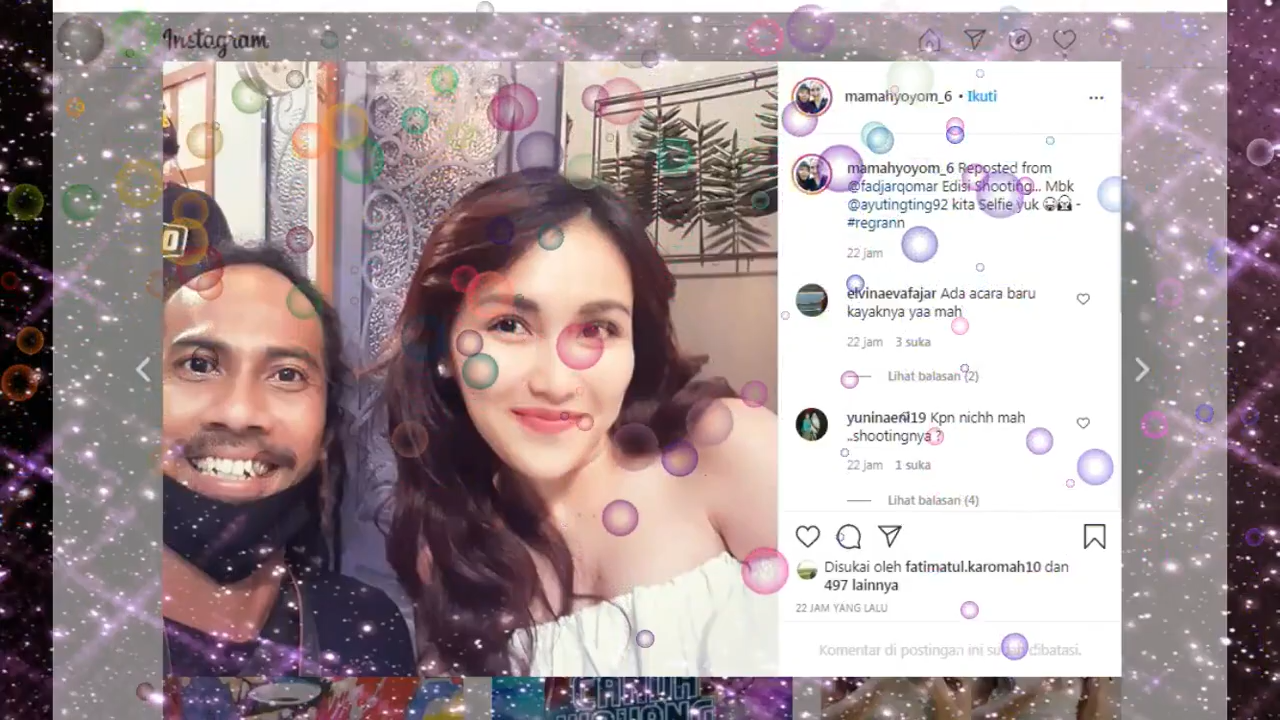 Instagram
mamahyoyom_6 • Ikuti
mamahyoyom_6 Reposted from
@fadjarqomar Edisi Shooting... Mbk
@ayutingting92 kita Selfie yuk 😀🙈 -
#regrann
22 jam
elvinaevafajar Ada acara baru
kayaknya yaa mah
22 jam 3 suka
Lihat balasan (2)
yuninaeni19 Kpn nichh mah
..shootingnya ?
22 jam 1 suka
Lihat balasan (4)
Disukai oleh fatimatul.karomah10 dan
497 lainnya
22 JAM YANG LALU
Komentar di postingan ini sudah dibatasi.